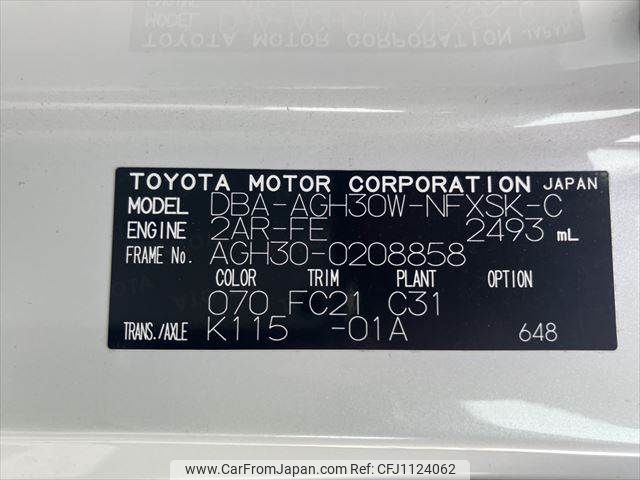 TOYOTA MOTOR CORPORATION JAPAN
MODEL DBA-AGH30W-NFXSK-C
ENGINE 2AR-FE 2493 mL
FRAME No. AGH30-0208858
COLOR TRIM PLANT OPTION
070 FC21 C31
TRANS./AXLE K115 -01A 648
www.CarFromJapan.com | REF No. CFJ1124062